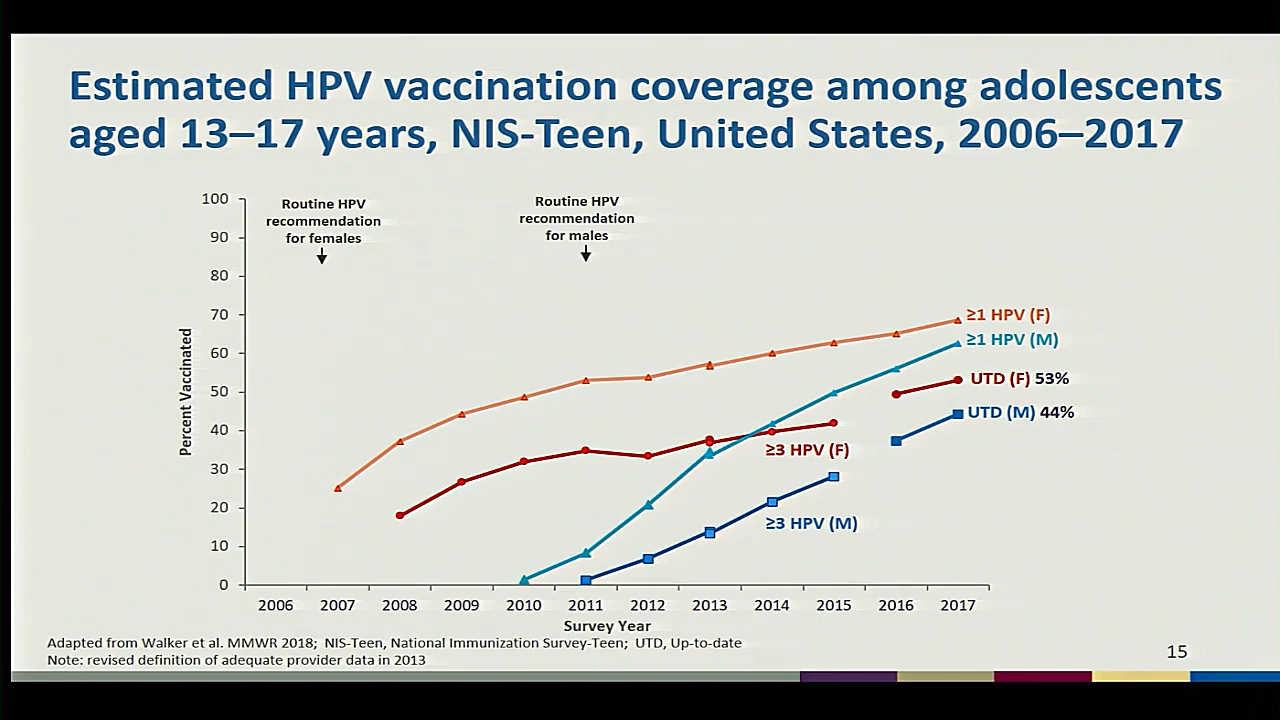 Estimated HPV vaccination coverage among adolescents
aged 13–17 years, NIS-Teen, United States, 2006–2017
Routine HPV
recommendation
for females
Routine HPV
recommendation
for males
Percent Vaccinated
100
90
80
70
60
50
40
30
20
10
0
≥1 HPV (F)
≥1 HPV (M)
UTD (F) 53%
UTD (M) 44%
≥3 HPV (F)
≥3 HPV (M)
2006 2007 2008 2009 2010 2011 2012 2013 2014 2015 2016 2017
Survey Year
Adapted from Walker et al. MMWR 2018; NIS-Teen, National Immunization Survey-Teen; UTD, Up-to-date
Note: revised definition of adequate provider data in 2013
15